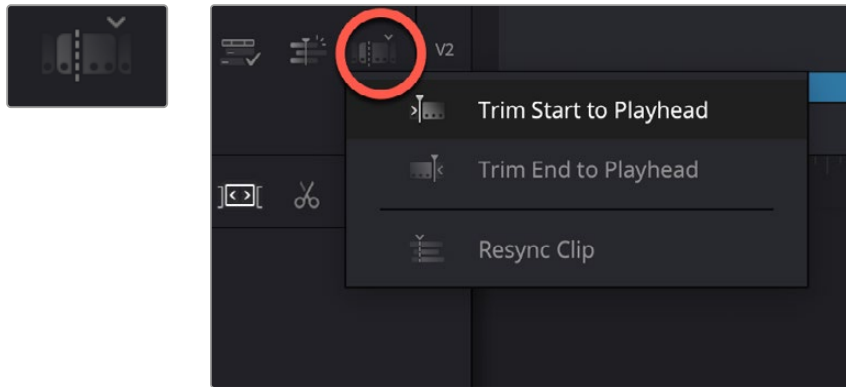 V2
Trim Start to Playhead
Trim End to Playhead
Resync Clip